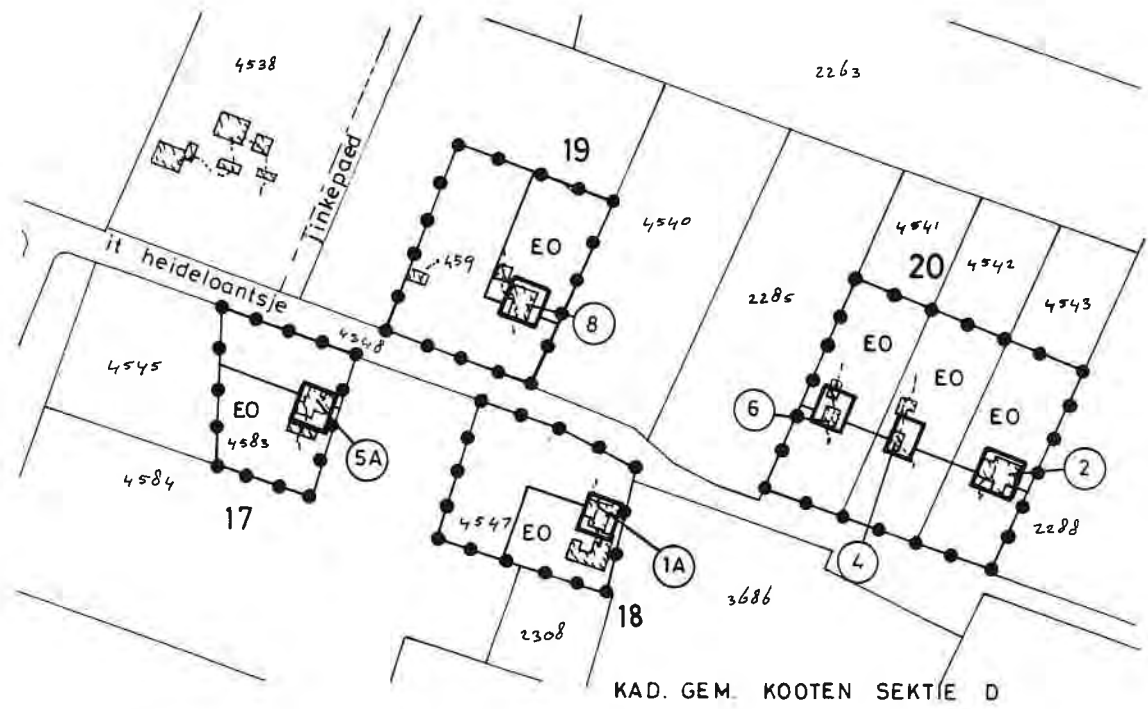 4538
2263
Jinkepaed
19
4540
4541
20
4542
4543
2285
EO
459
8
it heideloantsje
4348
4545
EO
4583
5A
4584
17
EO
EO
EO
6
2
4
2288
4547
EO
1A
18
2308
3686
KAD. GEM. KOOTEN SEKTIE D